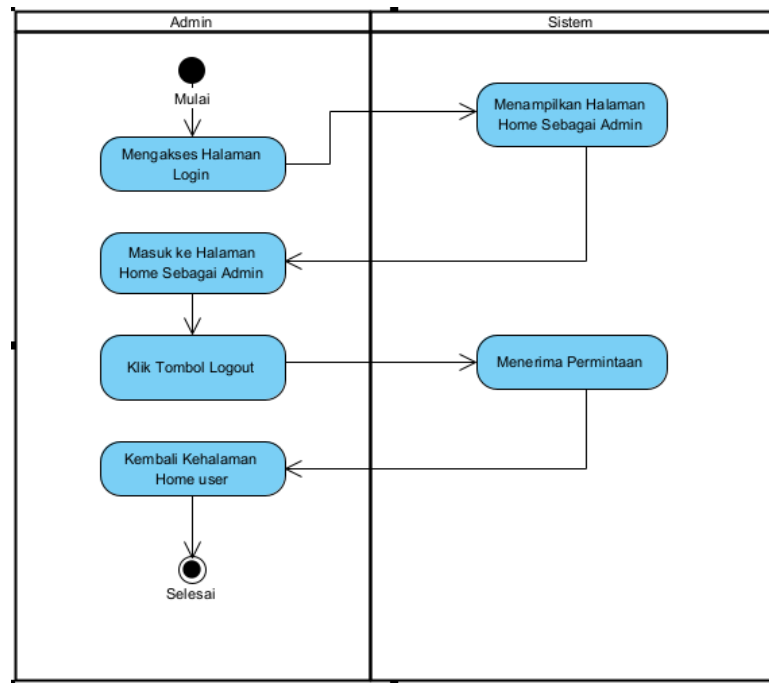 Admin
Sistem
Mulai
Mengakses Halaman
Login
Menampilkan Halaman
Home Sebagai Admin
Masuk ke Halaman
Home Sebagai Admin
Klik Tombol Logout
Menerima Permintaan
Kembali Kehalaman
Home user
Selesai